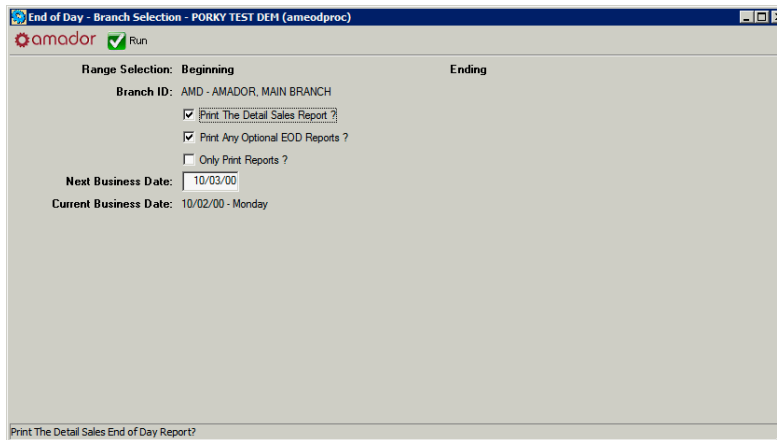 End of Day - Branch Selection - PORKY TEST DEM (ameodproc)
amador Run
Range Selection: Beginning Ending
Branch ID: AMD - AMADOR, MAIN BRANCH
Print The Detail Sales Report ?
Print Any Optional EOD Reports ?
Only Print Reports ?
Next Business Date: 10/03/00
Current Business Date: 10/02/00 - Monday
Print The Detail Sales End of Day Report?